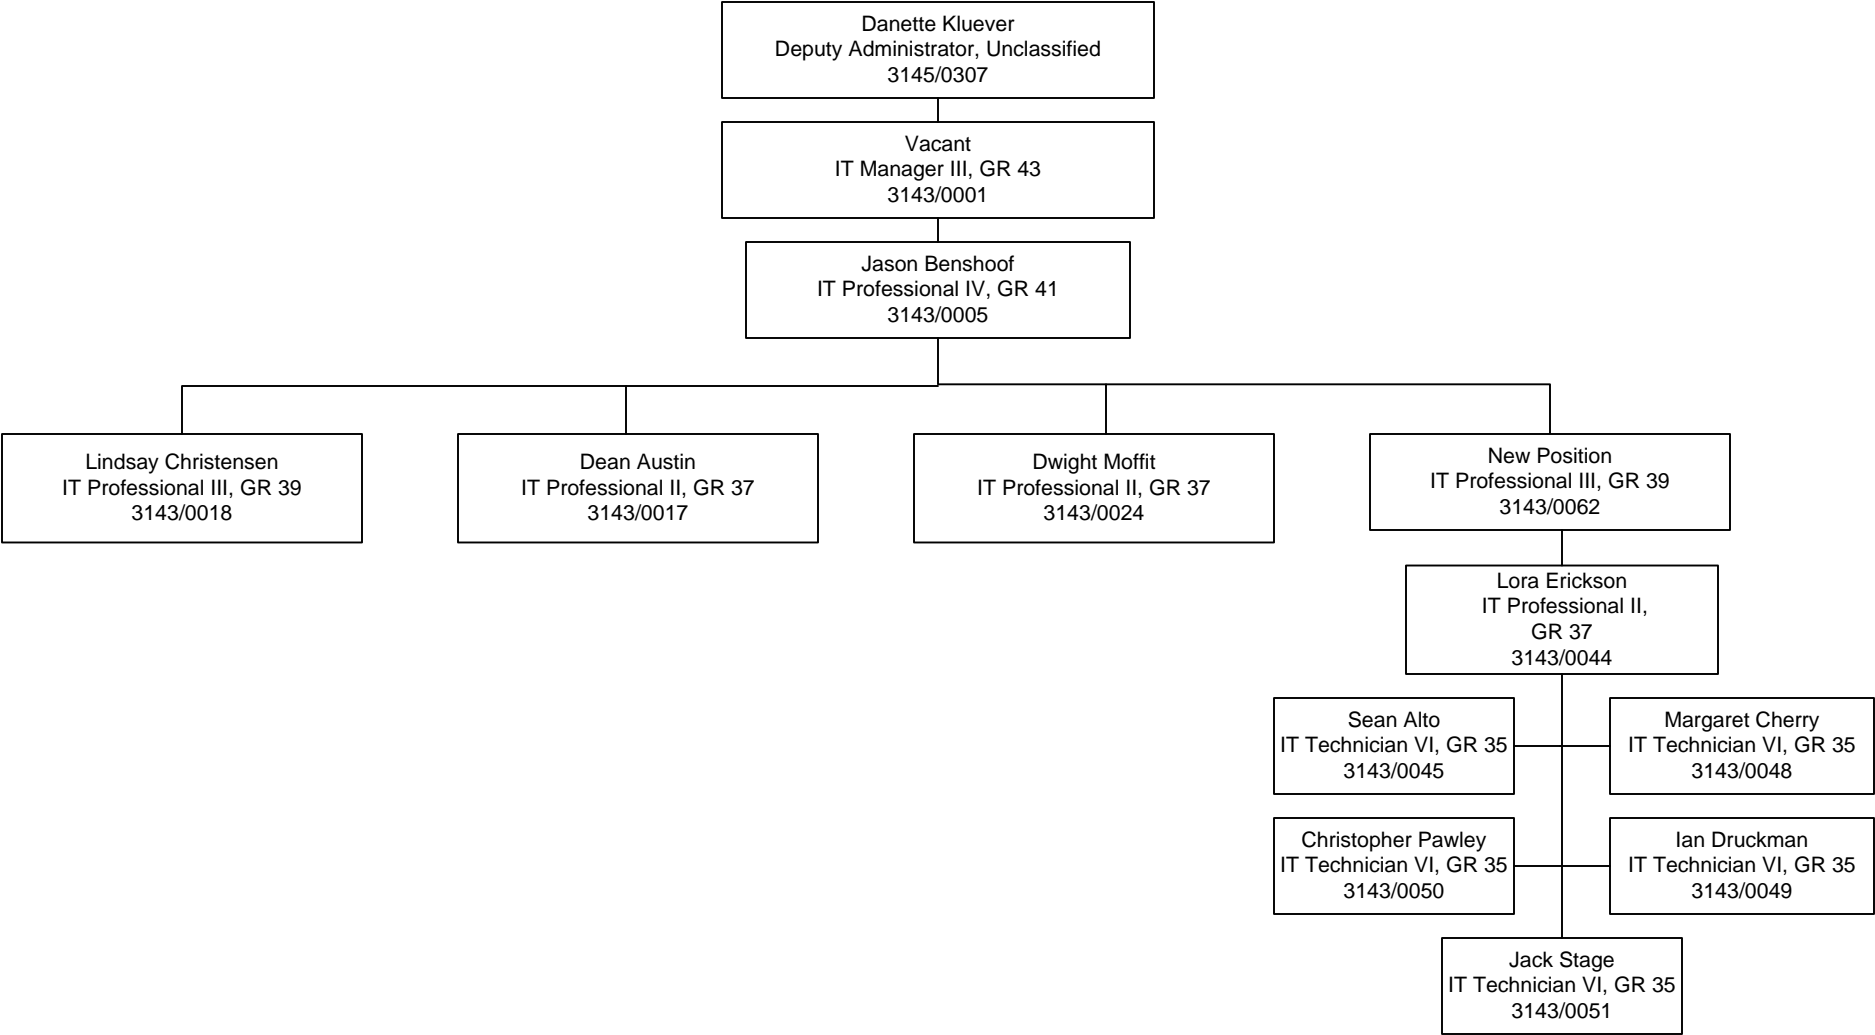 Danette Kluever
Deputy Administrator, Unclassified
3145/0307
Vacant
IT Manager III, GR 43
3143/0001
Jason Benshoof
IT Professional IV, GR 41
3143/0005
Lindsay Christensen
IT Professional III, GR 39
3143/0018
Dean Austin
IT Professional II, GR 37
3143/0017
Dwight Moffit
IT Professional II, GR 37
3143/0024
New Position
IT Professional III, GR 39
3143/0062
Lora Erickson
IT Professional II,
GR 37
3143/0044
Sean Alto
IT Technician VI, GR 35
3143/0045
Margaret Cherry
IT Technician VI, GR 35
3143/0048
Christopher Pawley
IT Technician VI, GR 35
3143/0050
Ian Druckman
IT Technician VI, GR 35
3143/0049
Jack Stage
IT Technician VI, GR 35
3143/0051